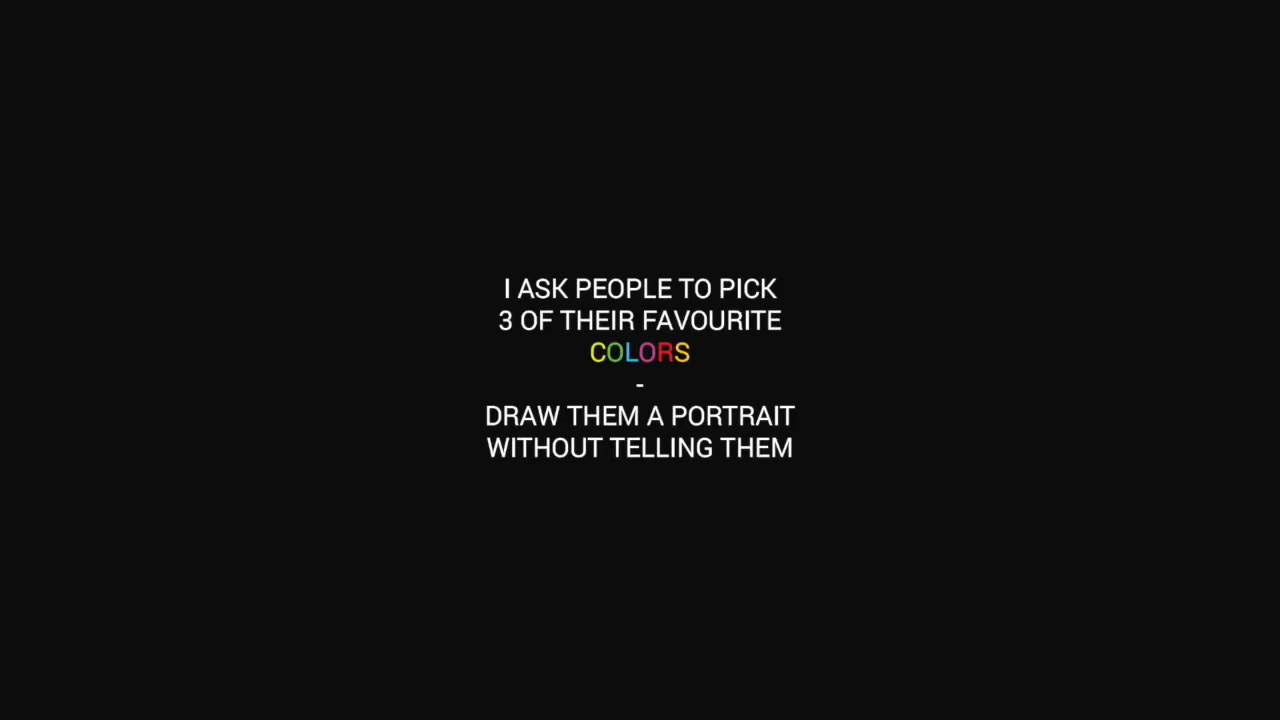 I ASK PEOPLE TO PICK
3 OF THEIR FAVOURITE
COLORS
-
DRAW THEM A PORTRAIT
WITHOUT TELLING THEM